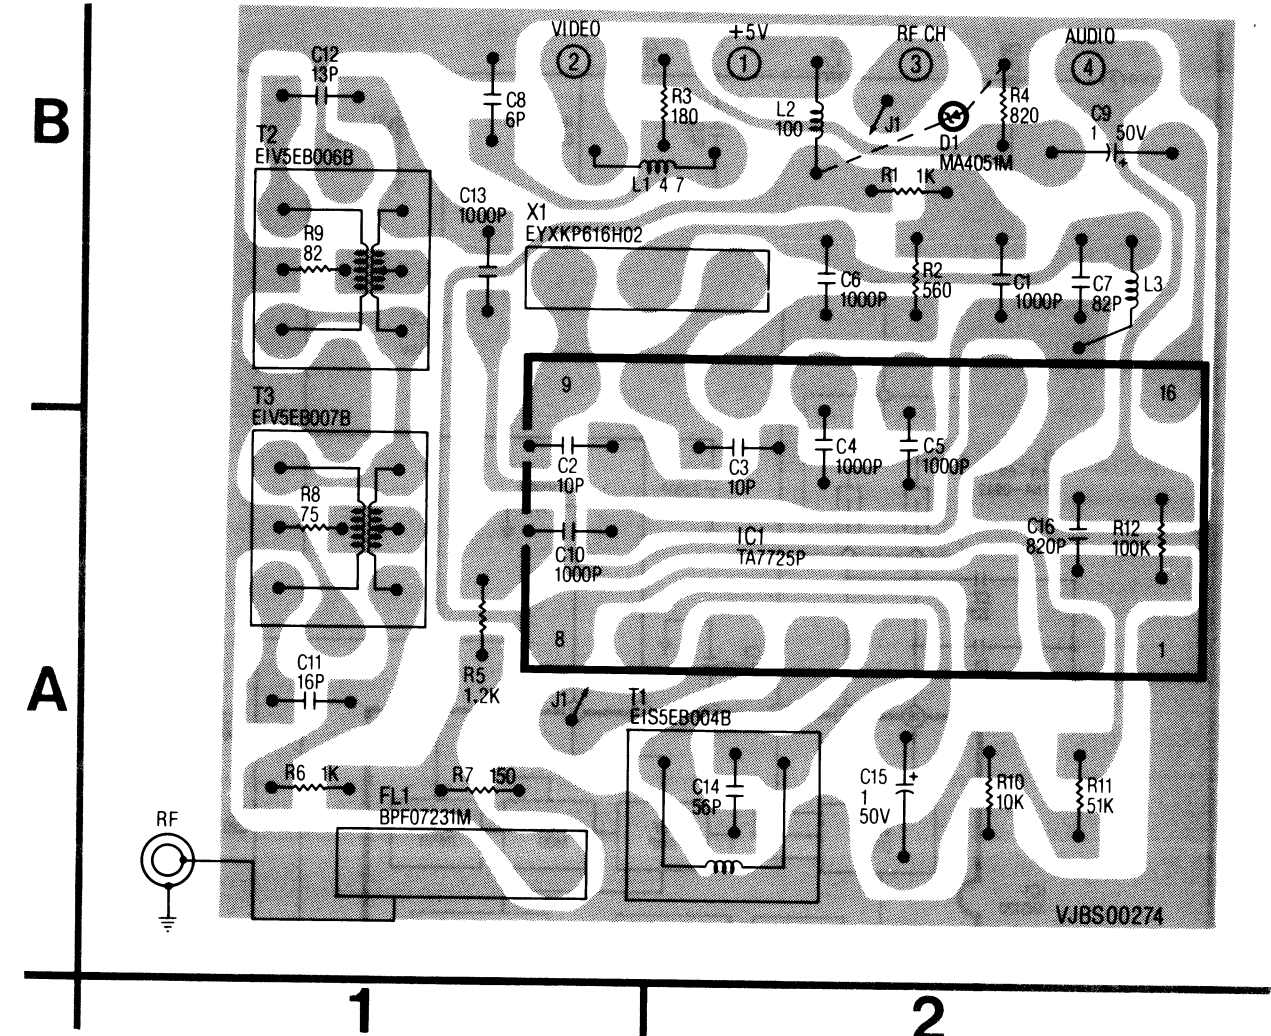 VIDEO
2
+5V
1
RF CH
3
AUDIO
4
B
C12
13P
C8
6P
R3
180
L2
100
J1
D1
MA4051M
R4
820
C9
1 50V
+
T2
EIV5EB006B
L1 4 7
R1 1K
C13
1000P
X1
EYXKP616H02
R9
82
C6
1000P
R2
560
C1
1000P
C7
82P
L3
T3
EIV5EB007B
9
16
R8
75
C2
10P
C3
10P
C4
1000P
C5
1000P
C10
1000P
IC1
TA7725P
C16
820P
R12
100K
8
1
A
C11
16P
R5
1.2K
J1
T1
EIS5EB004B
R6 1K
R7 150
FL1
BPF07231M
C14
56P
C15
1
50V
+
R10
10K
R11
51K
RF
VJBS00274
1
2